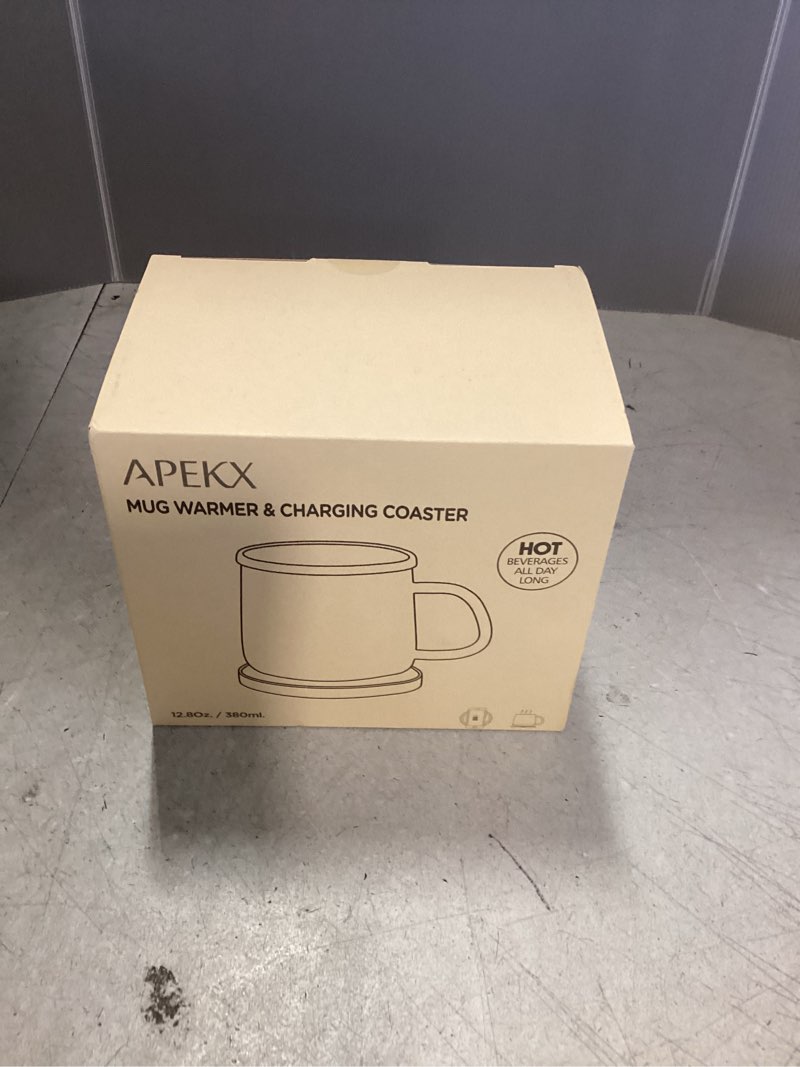 APEKX
MUG WARMER & CHARGING COASTER
HOT
BEVERAGES
ALL DAY
LONG
12.8Oz. / 380ml.